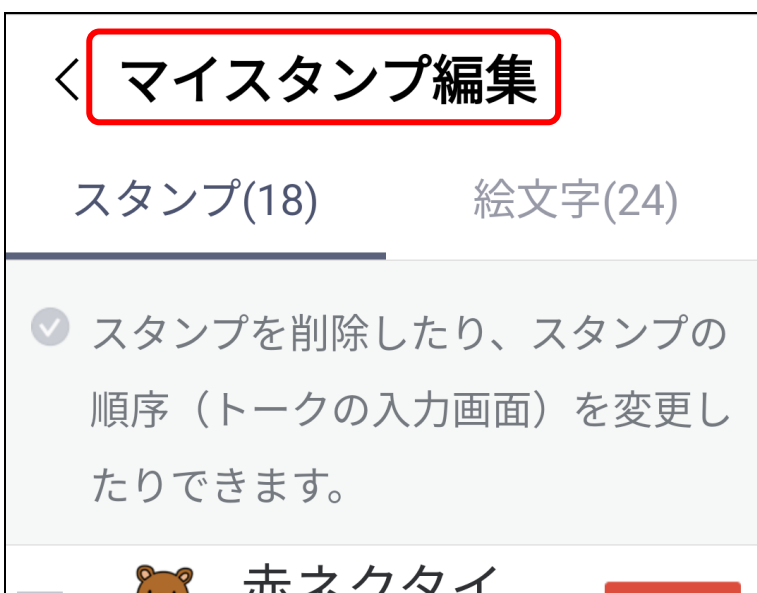 マイスタンプ編集
スタンプ(18) 絵文字(24)
スタンプを削除したり、スタンプの
順序（トークの入力画面）を変更し
たりできます。
赤ネクタイ